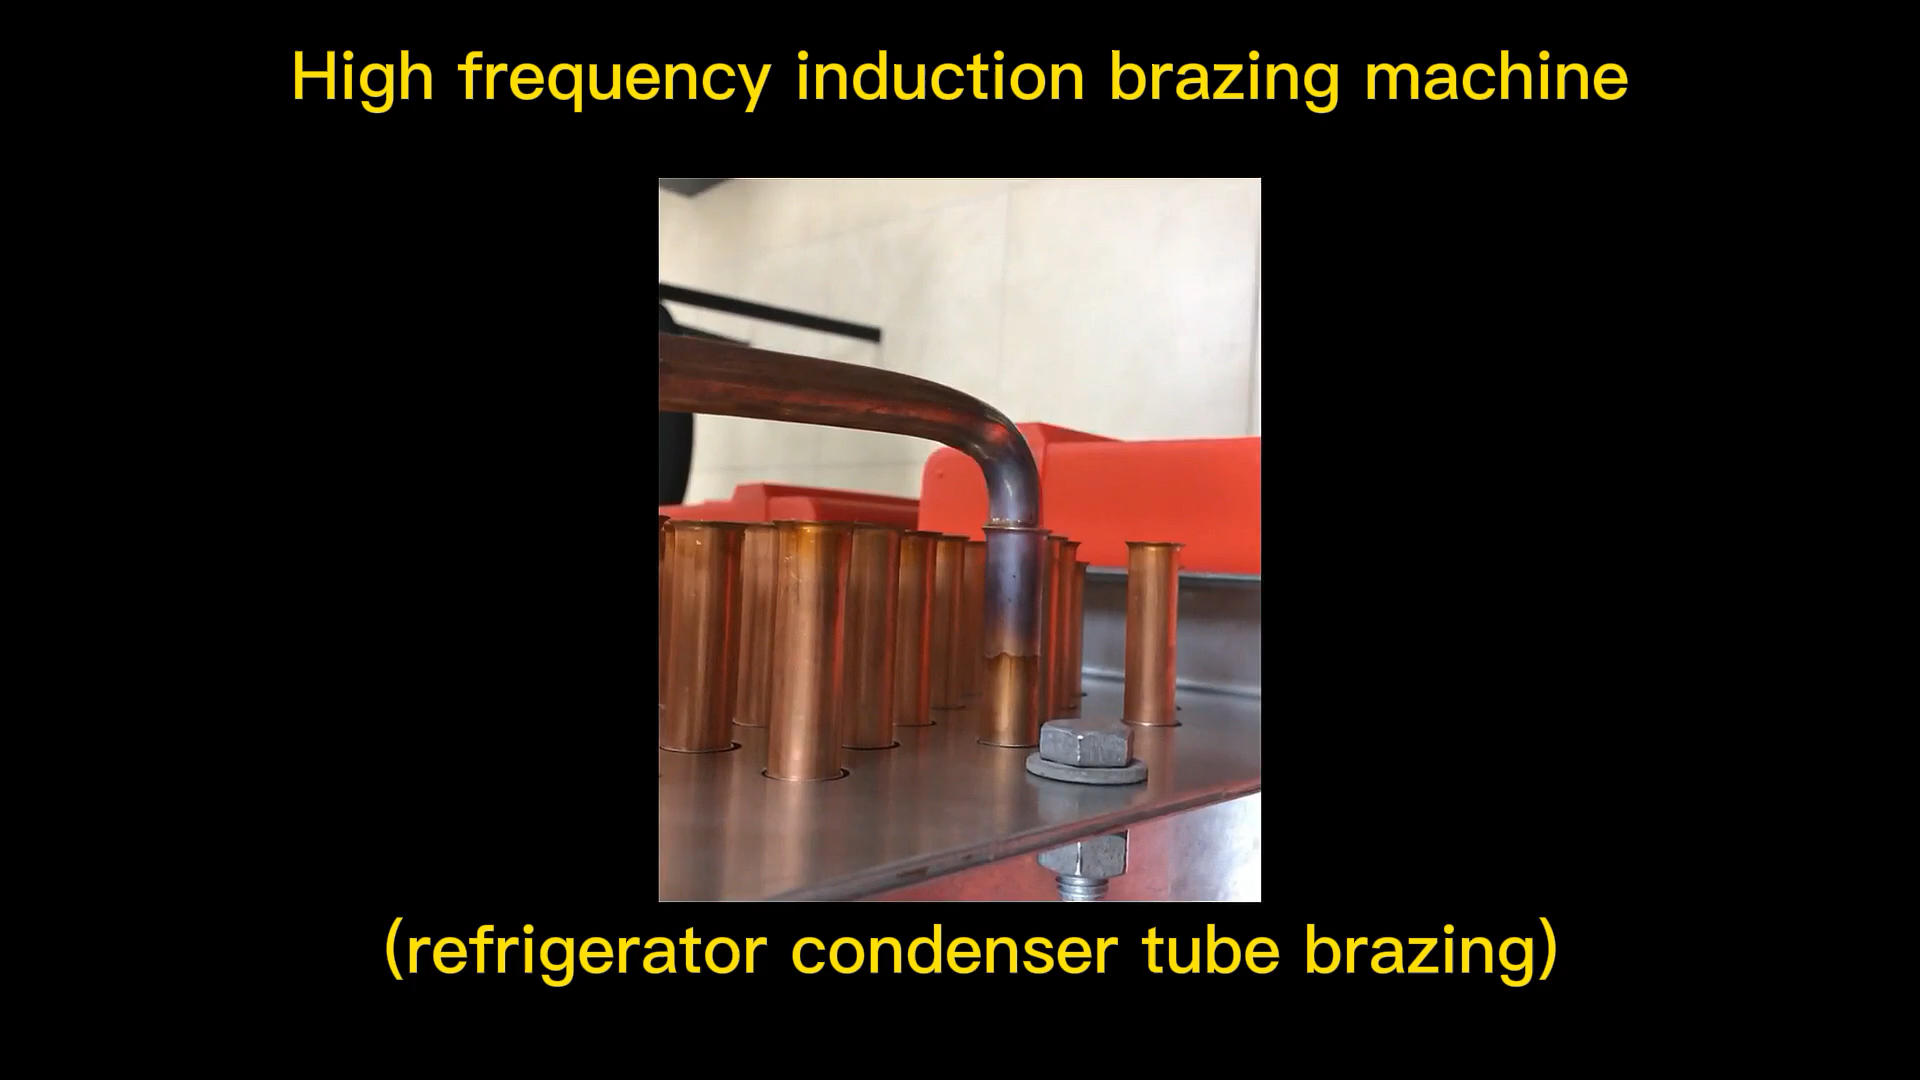 High frequency induction brazing machine
(refrigerator condenser tube brazing)